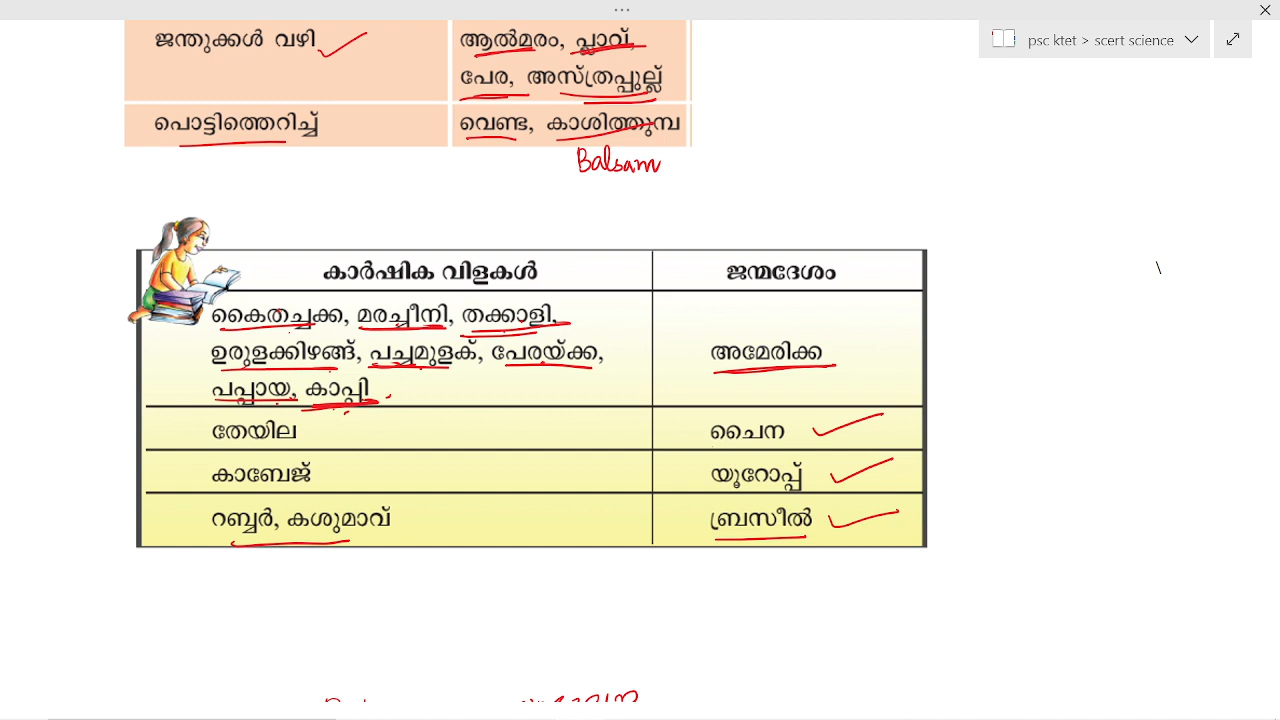 psc ktet > scert science
ജന്തുക്കൾ വഴി ആൽമരം, പ്ലാവ്,
പേര, അസ്ത്രപ്പുല്ല്
പൊട്ടിത്തെറിച്ച് വെണ്ട, കാശിത്തുമ്പ
Balsam
കാർഷിക വിളകൾ ജന്മദേശം
കൈതച്ചക്ക, മരച്ചീനി, തക്കാളി,
ഉരുളക്കിഴങ്ങ്, പച്ചമുളക്, പേരയ്ക്ക, അമേരിക്ക
പപ്പായ, കാപ്പി
തേയില ചൈന
കാബേജ് യൂറോപ്പ്
റബ്ബർ, കശുമാവ് ബ്രസീൽ